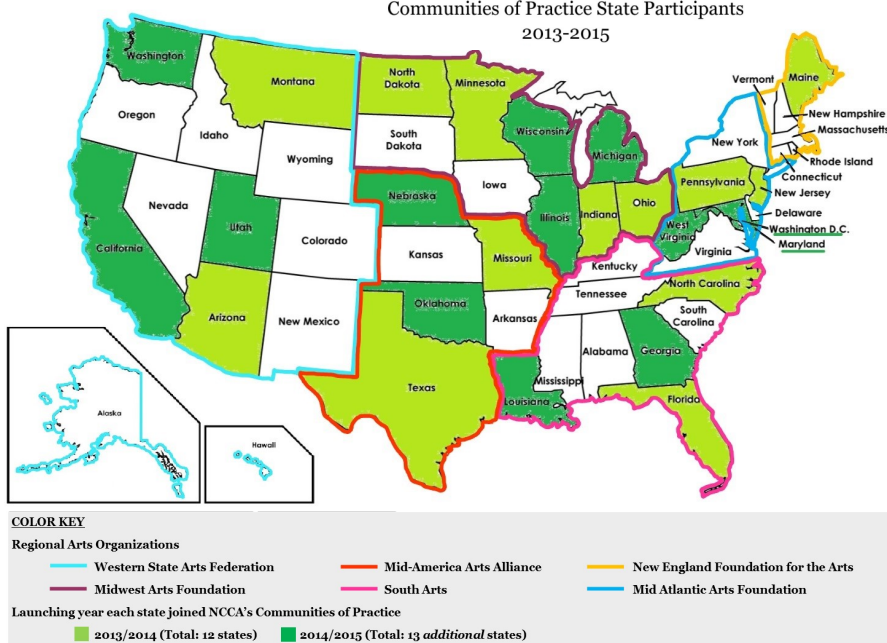 Communities of Practice State Participants
2013-2015
Washington
Montana
North
Dakota
Minnesota
Maine
Vermont
Oregon
Idaho
South
Dakota
Wisconsin
Michigan
New York
New Hampshire
Massachusetts
Rhode Island
Connecticut
New Jersey
Wyoming
Iowa
Nebraska
Pennsylvania
Nevada
Utah
Colorado
Illinois
Indiana
Ohio
West
Virginia
Delaware
Washinaton D.C.
Maryland
Virginia
California
Kansas
Missouri
Kentucky
North Carolina
Arizona
New Mexico
Oklahoma
Arkansas
Tennessee
South
Carolina
Texas
Louisiana
Mississippi
Alabama
Georgia
Florida
Alaska
Hawaii
COLOR KEY
Regional Arts Organizations
Western State Arts Federation
Mid-America Arts Alliance
New England Foundation for the Arts
Midwest Arts Foundation
South Arts
Mid Atlantic Arts Foundation
Launching year each state joined NCCA's Communities of Practice
2013/2014 (Total: 12 states)
2014/2015 (Total: 13 additional states)